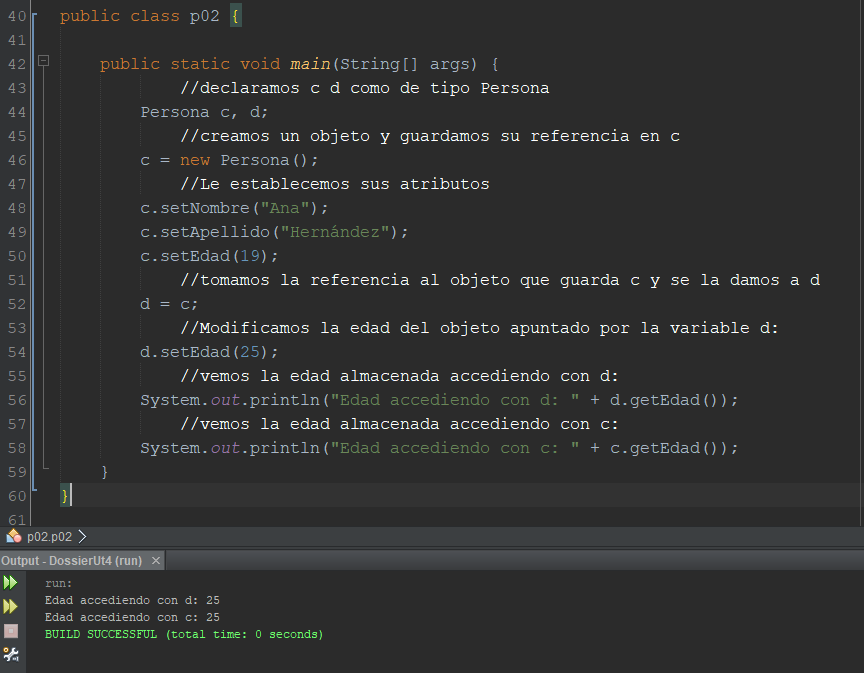 40 public class p02 {
41
42 public static void main(String[] args) {
43 //declaramos c d como de tipo Persona
44 Persona c, d;
45 //creamos un objeto y guardamos su referencia en c
46 c = new Persona();
47 //Le establecemos sus atributos
48 c.setNombre("Ana");
49 c.setApellido("Hernández");
50 c.setEdad(19);
51 //tomamos la referencia al objeto que guarda c y se la damos a d
52 d = c;
53 //Modificamos la edad del objeto apuntado por la variable d:
54 d.setEdad(25);
55 //vemos la edad almacenada accediendo con d:
56 System.out.println("Edad accediendo con d: " + d.getEdad());
57 //vemos la edad almacenada accediendo con c:
58 System.out.println("Edad accediendo con c: " + c.getEdad());
59 }
60 }
61
p02.p02
Output - DossierUt4 (run)
run:
Edad accediendo con d: 25
Edad accediendo con c: 25
BUILD SUCCESSFUL (total time: 0 seconds)